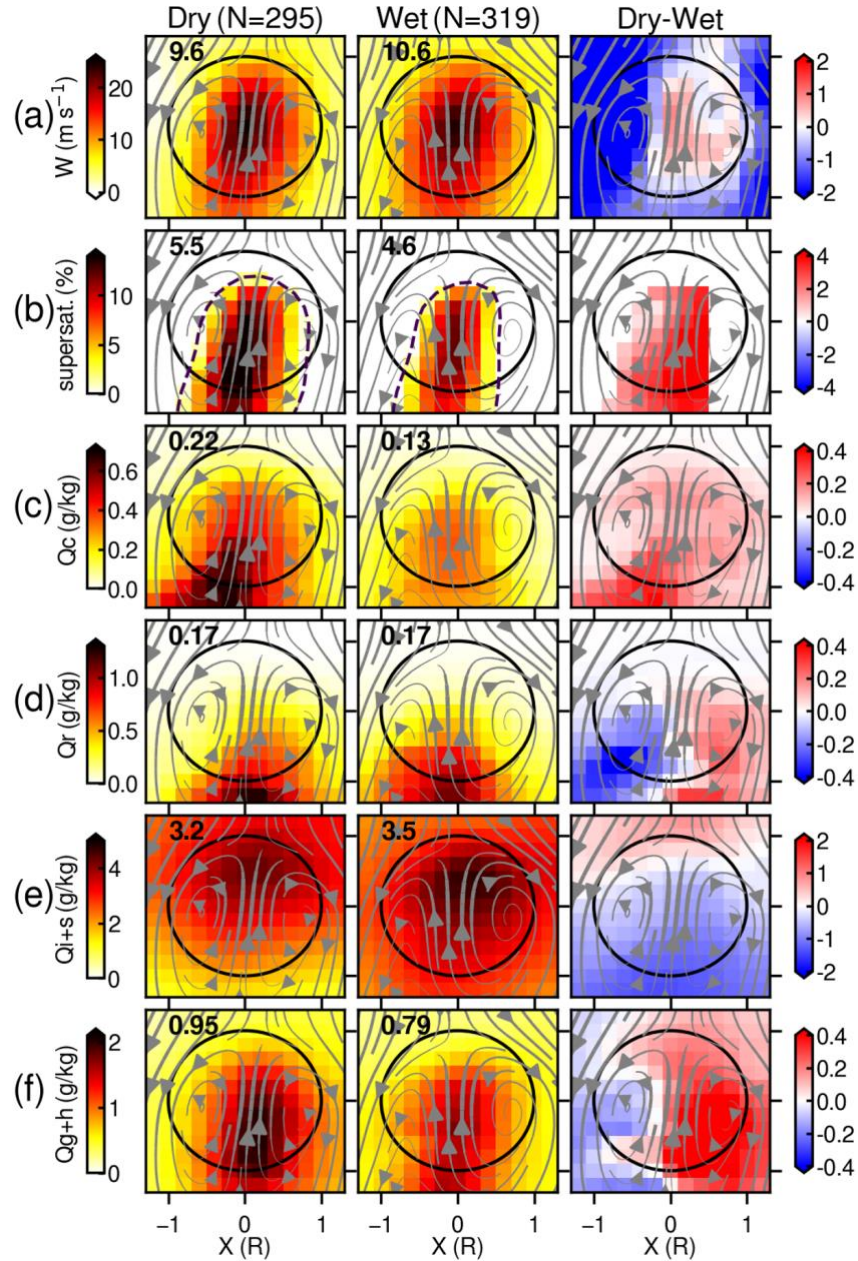 Dry (N=295) Wet (N=319) Dry-Wet
(a) W (m s⁻¹) 20 10 0 9.6 10.6 2 1 0 -1 -2
(b) supersat. (%) 10 5 0 5.5 4.6 4 2 0 -2 -4
(c) Qc (g/kg) 0.6 0.4 0.2 0.0 0.22 0.13 0.4 0.2 0.0 -0.2 -0.4
(d) Qr (g/kg) 1.0 0.5 0.0 0.17 0.17 0.4 0.2 0.0 -0.2 -0.4
(e) Qi+s (g/kg) 4 2 0 3.2 3.5 2 1 0 -1 -2
(f) Qg+h (g/kg) 2 1 0 0.95 0.79 0.4 0.2 0.0 -0.2 -0.4
−1 0 1 −1 0 1 −1 0 1
X (R) X (R) X (R)